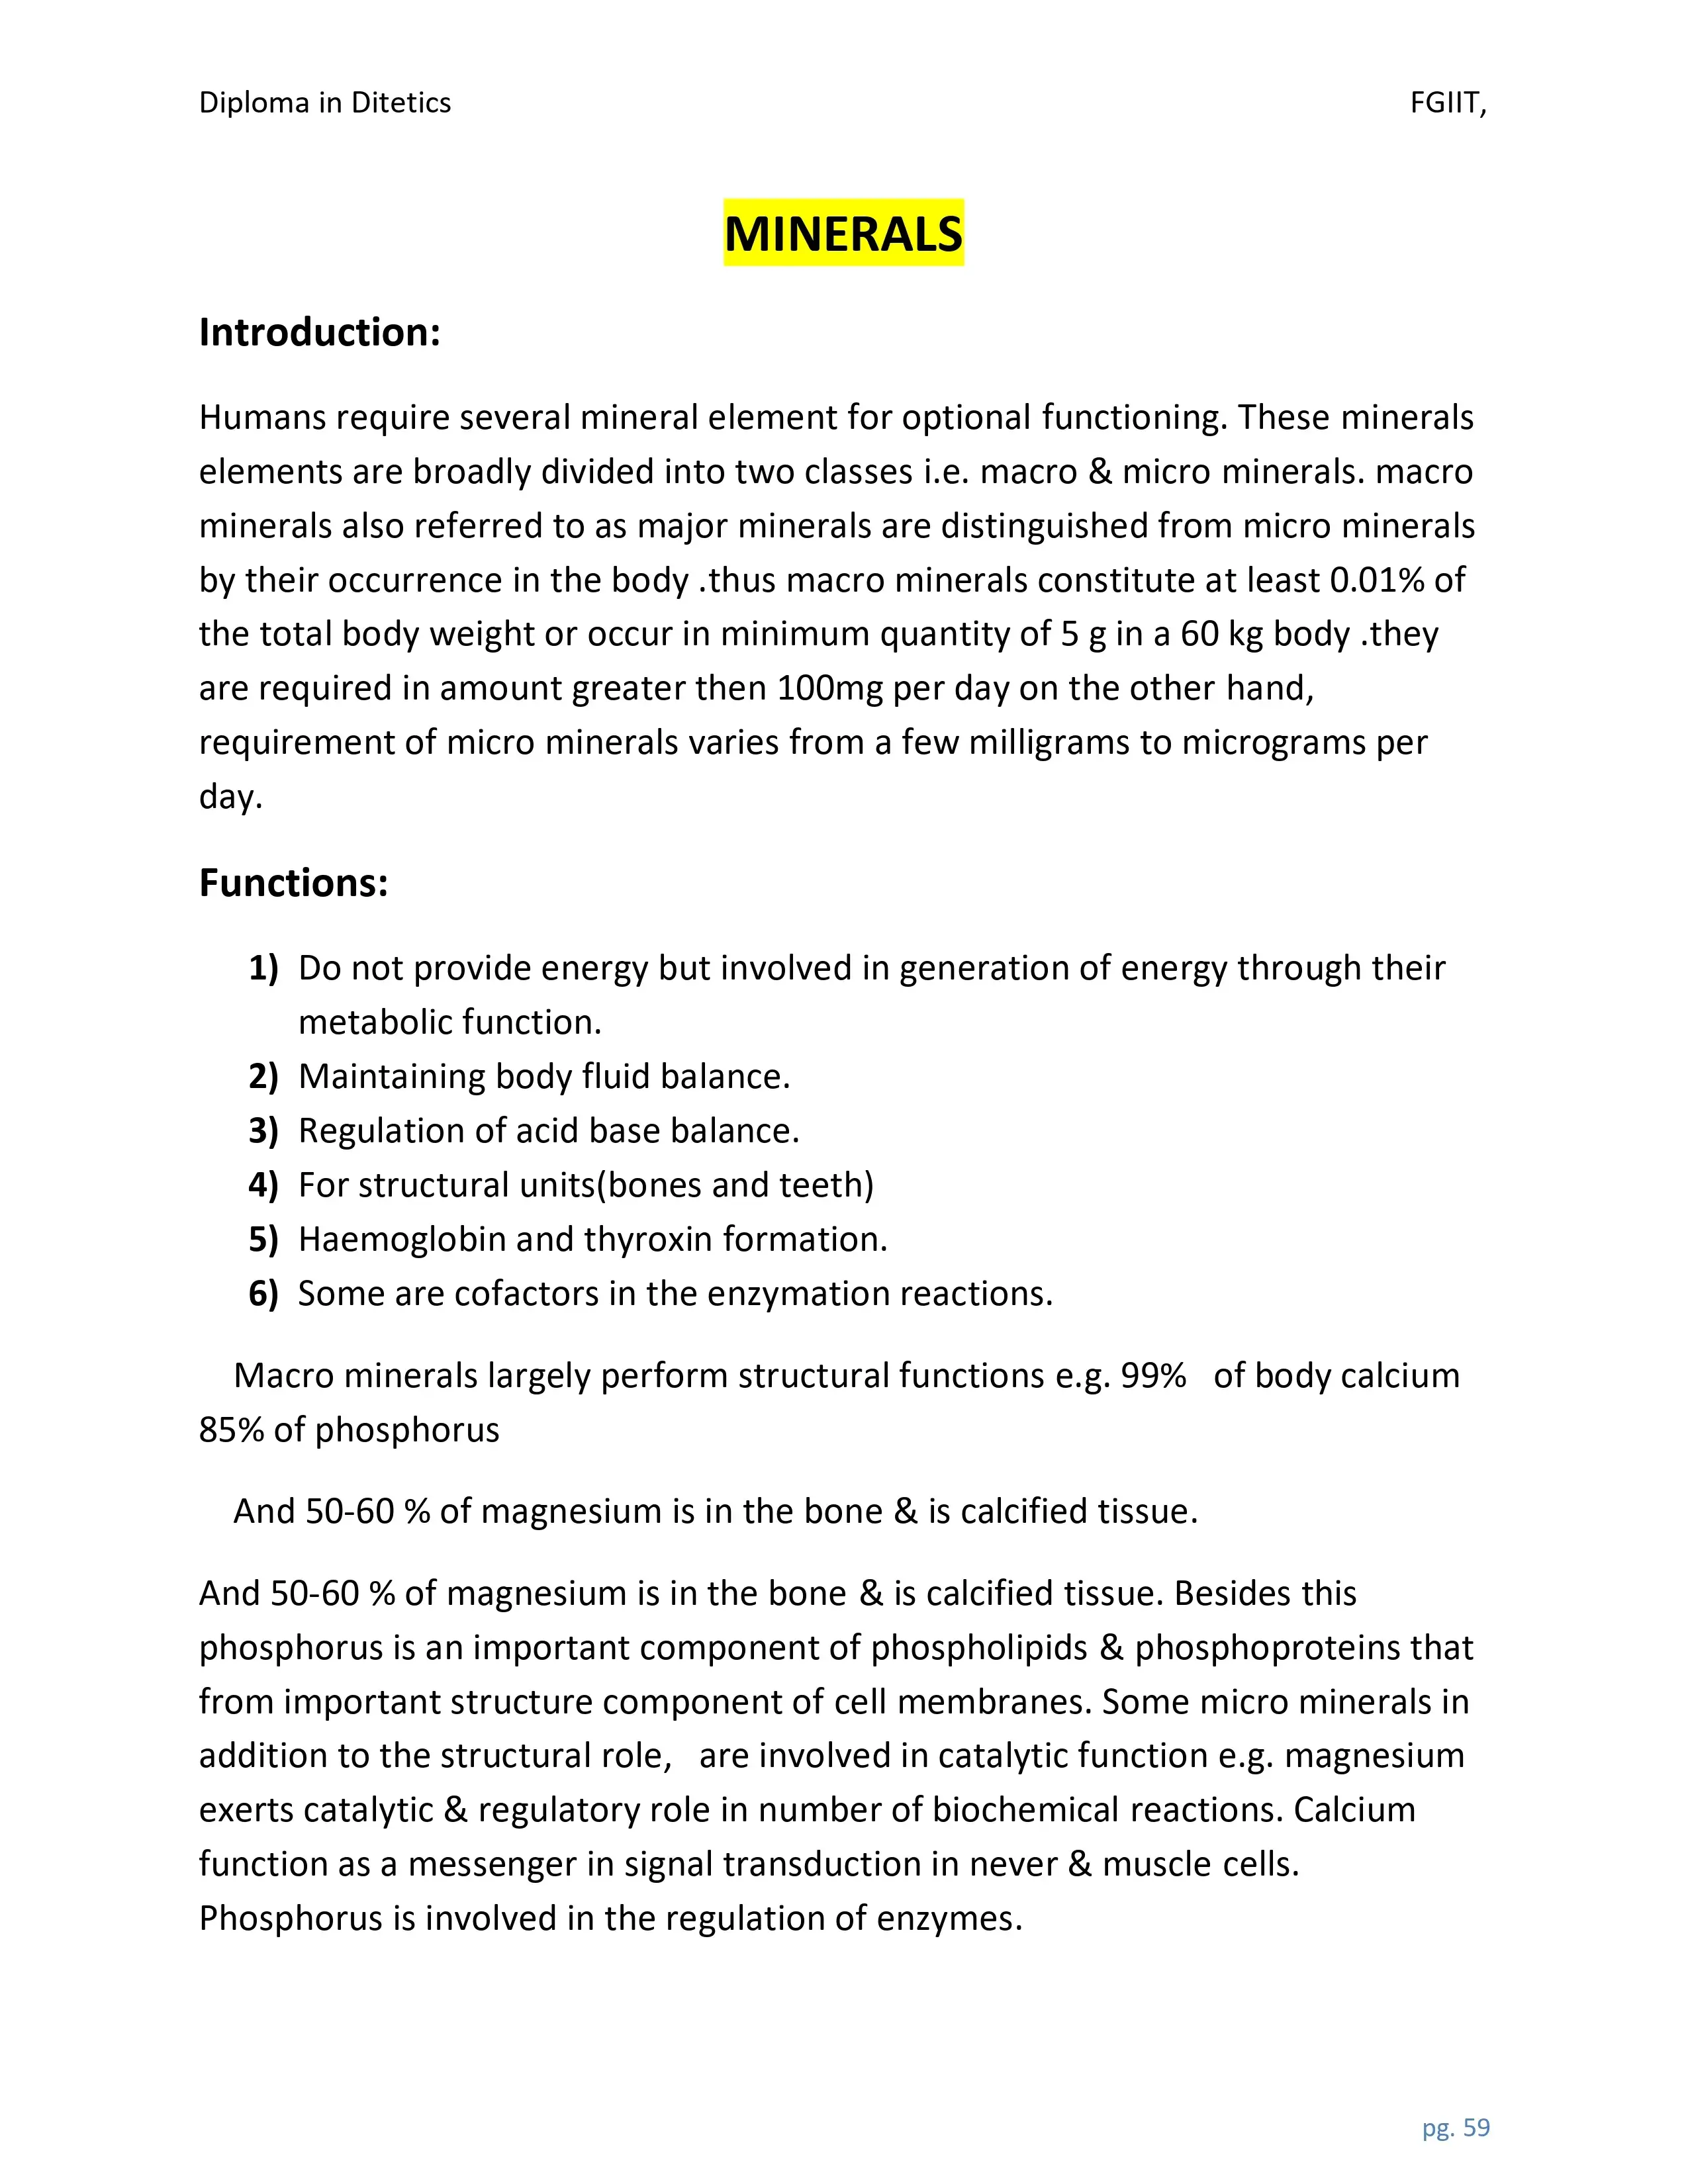 Diploma in Ditetics FGIIT,
MINERALS
Introduction:
Humans require several mineral element for optional functioning. These minerals
elements are broadly divided into two classes i.e. macro & micro minerals. macro
minerals also referred to as major minerals are distinguished from micro minerals
by their occurrence in the body .thus macro minerals constitute at least 0.01% of
the total body weight or occur in minimum quantity of 5 g in a 60 kg body .they
are required in amount greater then 100mg per day on the other hand,
requirement of micro minerals varies from a few milligrams to micrograms per
day.
Functions:
1) Do not provide energy but involved in generation of energy through their
metabolic function.
2) Maintaining body fluid balance.
3) Regulation of acid base balance.
4) For structural units(bones and teeth)
5) Haemoglobin and thyroxin formation.
6) Some are cofactors in the enzymation reactions.
Macro minerals largely perform structural functions e.g. 99% of body calcium
85% of phosphorus
And 50-60 % of magnesium is in the bone & is calcified tissue.
And 50-60 % of magnesium is in the bone & is calcified tissue. Besides this
phosphorus is an important component of phospholipids & phosphoproteins that
from important structure component of cell membranes. Some micro minerals in
addition to the structural role, are involved in catalytic function e.g. magnesium
exerts catalytic & regulatory role in number of biochemical reactions. Calcium
function as a messenger in signal transduction in never & muscle cells.
Phosphorus is involved in the regulation of enzymes.
pg. 59